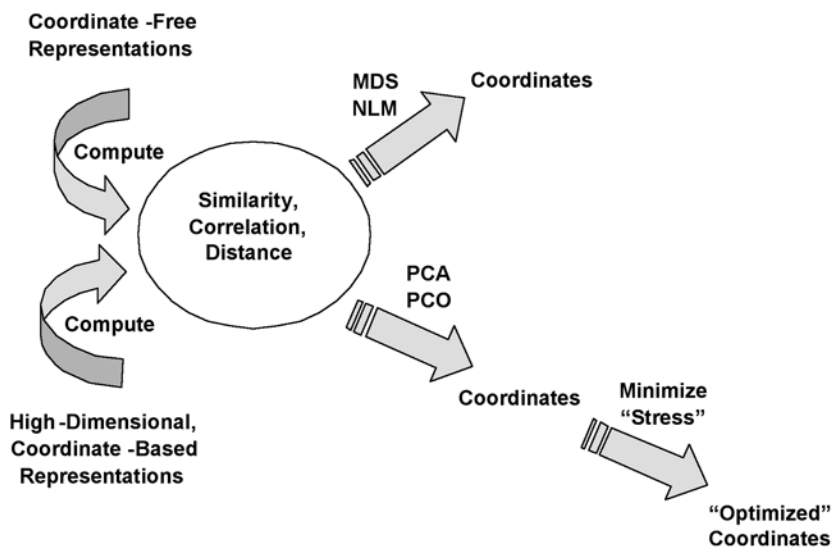 Coordinate -Free
Representations
Compute
MDS
NLM
Coordinates
Similarity,
Correlation,
Distance
Compute
PCA
PCO
High -Dimensional,
Coordinate -Based
Representations
Coordinates
Minimize
“Stress”
“Optimized”
Coordinates